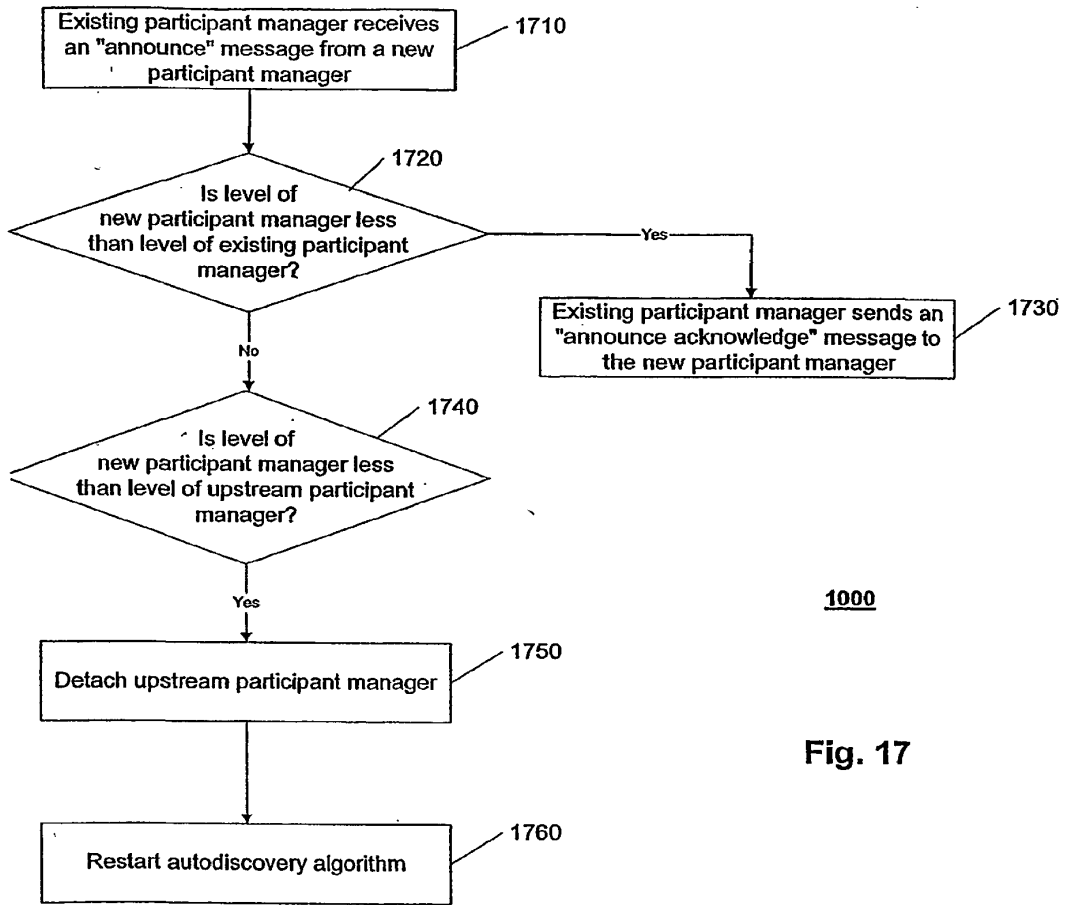 Existing participant manager receives
an "announce" message from a new
participant manager
1710
1720
Is level of
new participant manager less
than level of existing participant
manager?
Yes
Existing participant manager sends an
"announce acknowledge" message to
the new participant manager
1730
No
1740
Is level of
new participant manager less
than level of upstream participant
manager?
Yes
1000
Detach upstream participant manager
1750
Fig. 17
Restart autodiscovery algorithm
1760